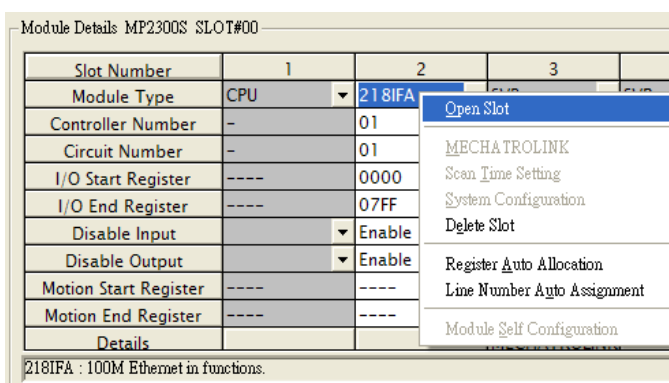 Module Details MP2300S SLOT#00
Slot Number 1 2 3
Module Type CPU 218IFA
Controller Number - 01
Circuit Number - 01
I/O Start Register ---- 0000
I/O End Register ---- 07FF
Disable Input Enable
Disable Output Enable
Motion Start Register ---- ----
Motion End Register ---- ----
Details
Open Slot
MECHATROLINK
Scan Time Setting
System Configuration
Delete Slot
Register Auto Allocation
Line Number Auto Assignment
Module Self Configuration
218IFA : 100M Ethernet in functions.